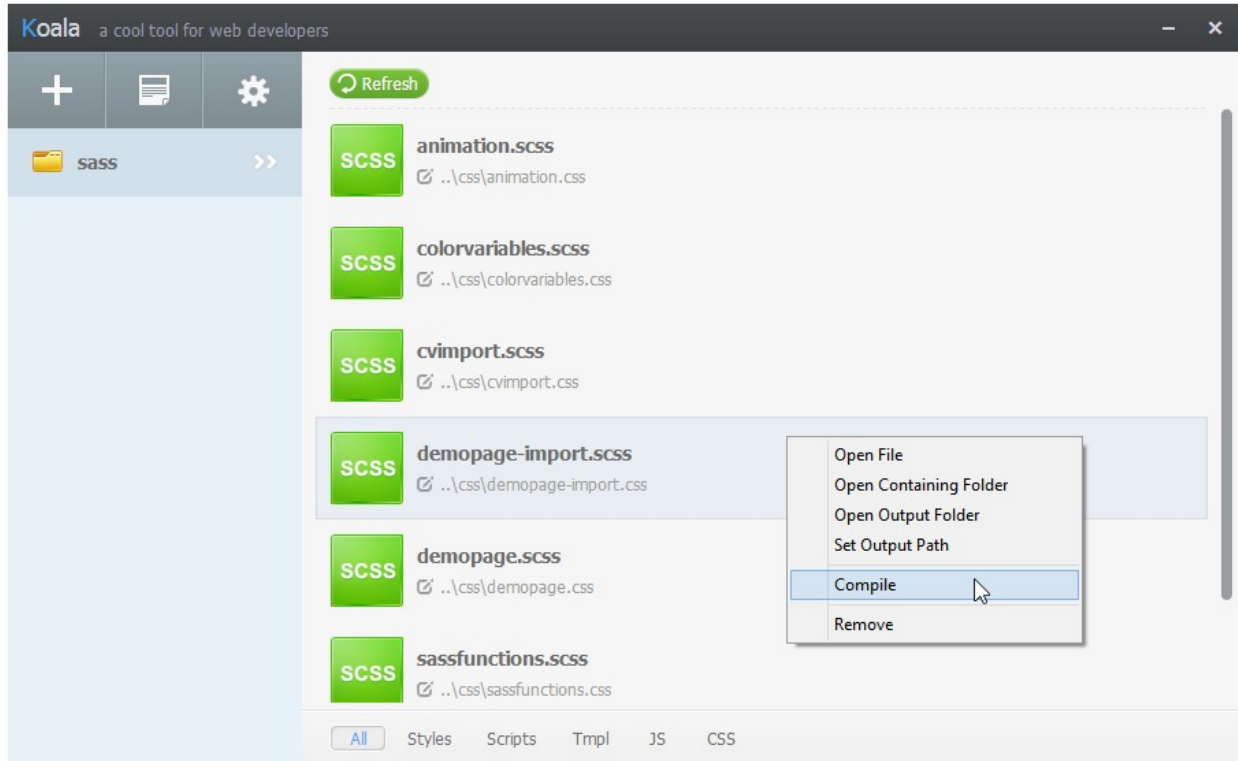 Koala a cool tool for web developers
Refresh
sass
SCSS
animation.scss
..\css\animation.css
SCSS
colorvariables.scss
..\css\colorvariables.css
SCSS
cvimport.scss
..\css\cvimport.css
SCSS
demopage-import.scss
..\css\demopage-import.css
SCSS
demopage.scss
..\css\demopage.css
SCSS
sassfunctions.scss
..\css\sassfunctions.css
Open File
Open Containing Folder
Open Output Folder
Set Output Path
Compile
Remove
All Styles Scripts Tmpl JS CSS